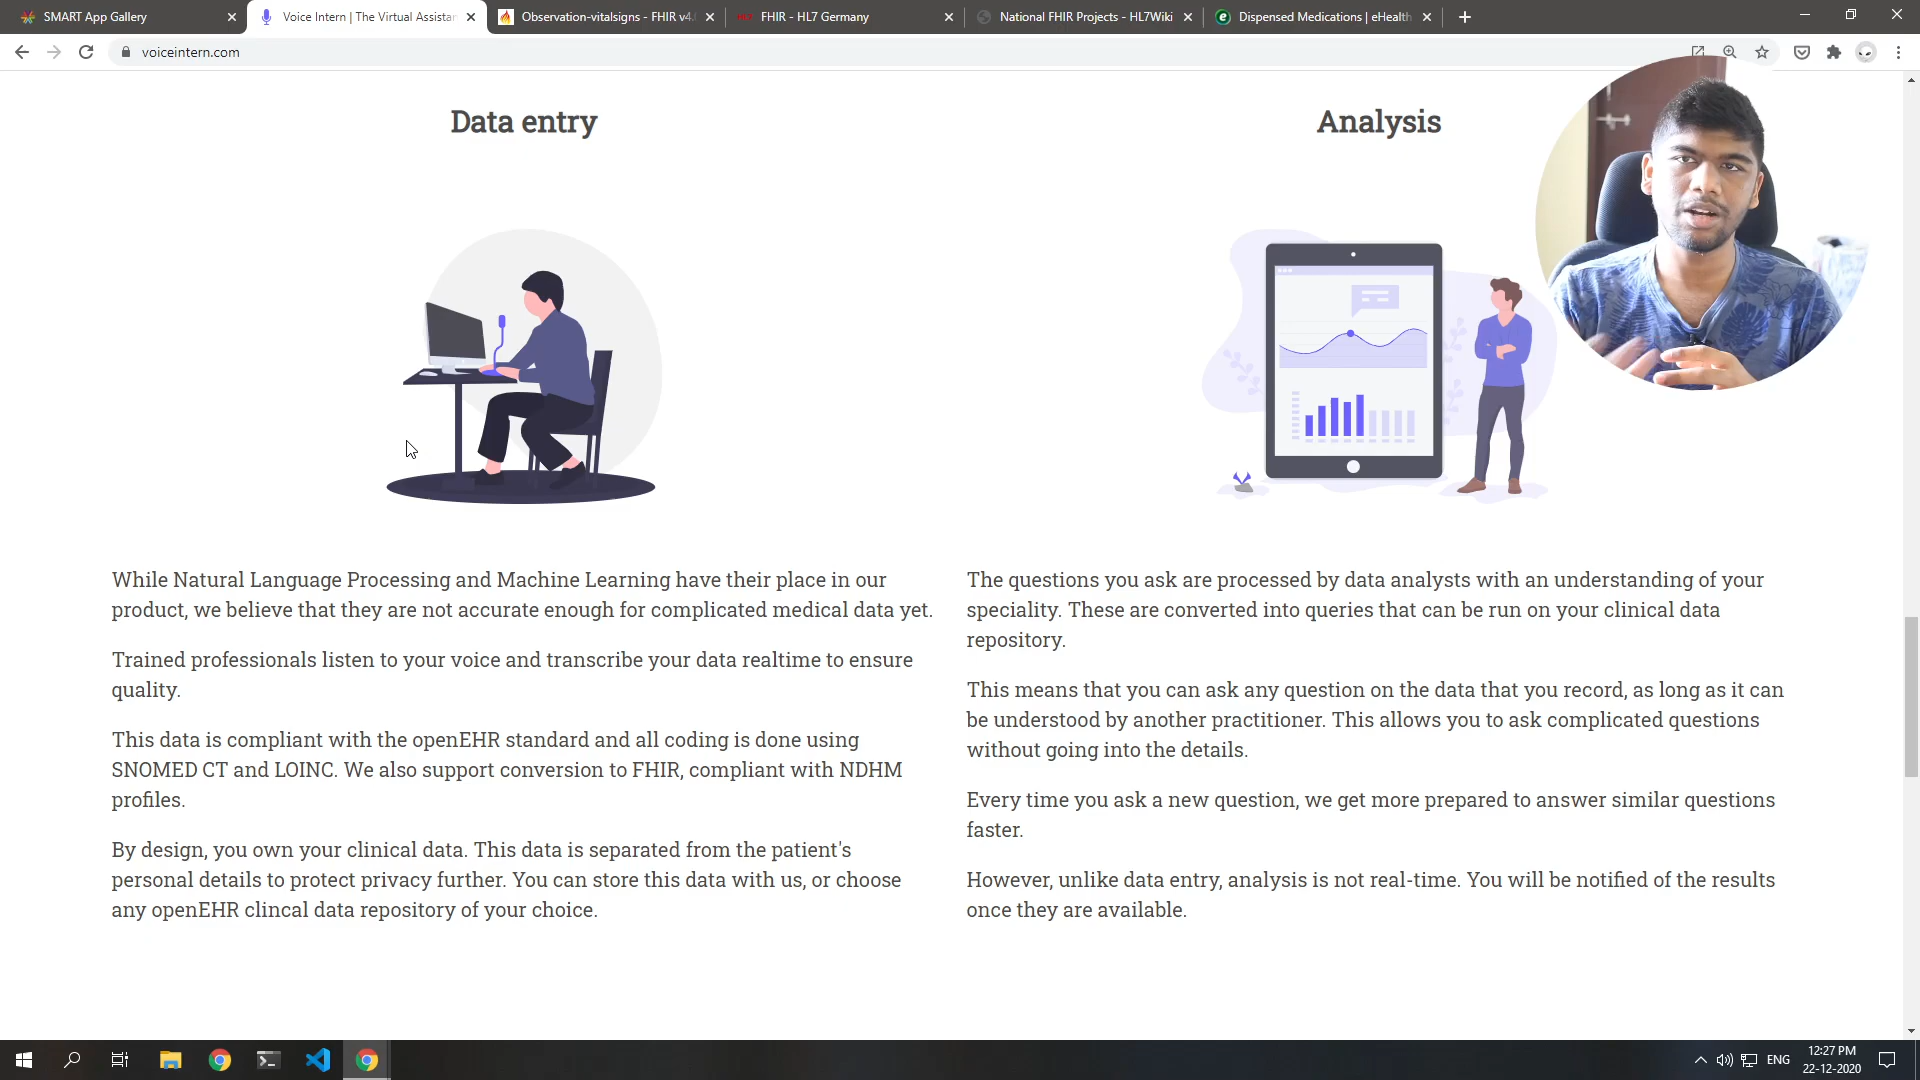 SMART App Gallery
Voice Intern | The Virtual Assistan
Observation-vitalsigns - FHIR v4.
FHIR - HL7 Germany
National FHIR Projects - HL7Wiki
Dispensed Medications | eHealth
voiceintern.com
Data entry
While Natural Language Processing and Machine Learning have their place in our
product, we believe that they are not accurate enough for complicated medical data yet.
Trained professionals listen to your voice and transcribe your data realtime to ensure
quality.
This data is compliant with the openEHR standard and all coding is done using
SNOMED CT and LOINC. We also support conversion to FHIR, compliant with NDHM
profiles.
By design, you own your clinical data. This data is separated from the patient's
personal details to protect privacy further. You can store this data with us, or choose
any openEHR clincal data repository of your choice.
Analysis
The questions you ask are processed by data analysts with an understanding of your
speciality. These are converted into queries that can be run on your clinical data
repository.
This means that you can ask any question on the data that you record, as long as it can
be understood by another practitioner. This allows you to ask complicated questions
without going into the details.
Every time you ask a new question, we get more prepared to answer similar questions
faster.
However, unlike data entry, analysis is not real-time. You will be notified of the results
once they are available.
ENG
12:27 PM
22-12-2020